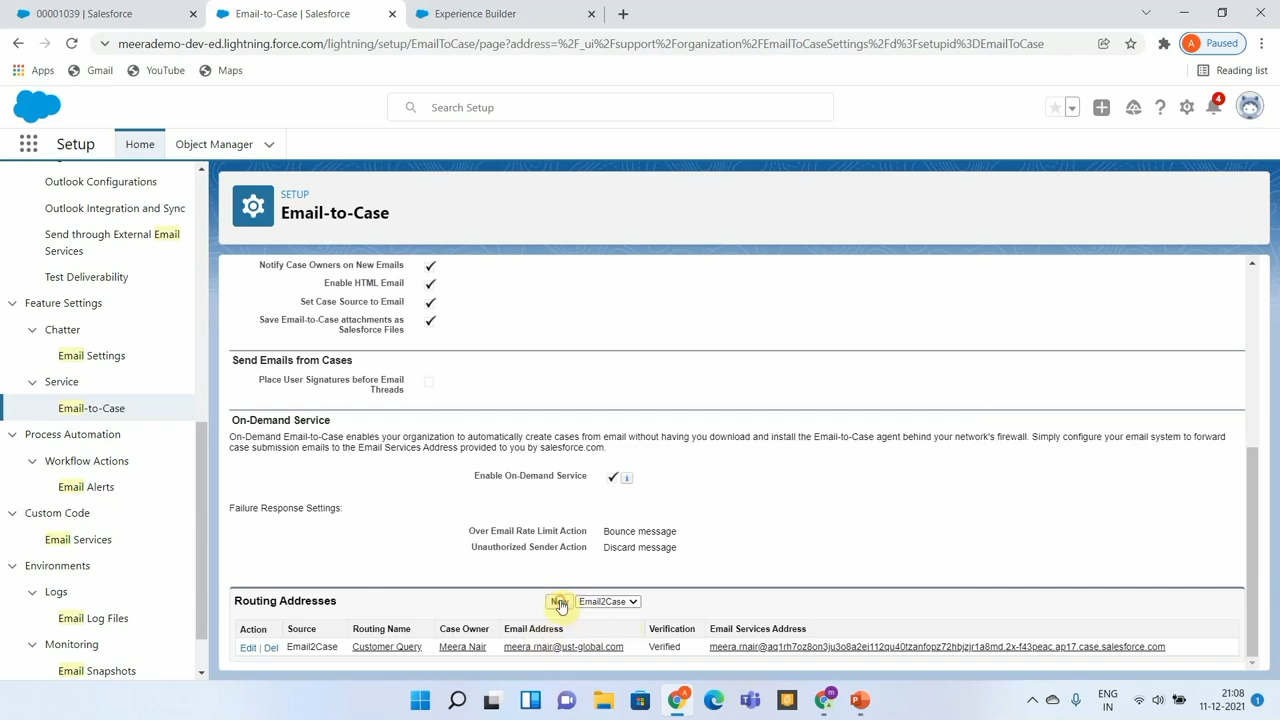 00001039 | Salesforce
Email-to-Case | Salesforce
Experience Builder
meerademo-dev-ed.lightning.force.com/lightning/setup/EmailToCase/page?address=%2F_ui%2Fsupport%2Forganization%2FEmailToCaseSettings%2Fd%3Fsetupid%3DEmailToCase
A Paused
Apps Gmail YouTube Maps Reading list
Search Setup
4
Setup Home Object Manager
Outlook Configurations
Outlook Integration and Sync
Send through External Email
Services
Test Deliverability
Feature Settings
Chatter
Email Settings
Service
Email-to-Case
Process Automation
Workflow Actions
Email Alerts
Custom Code
Email Services
Environments
Logs
Email Log Files
Monitoring
Email Snapshots
SETUP
Email-to-Case
Notify Case Owners on New Emails
Enable HTML Email
Set Case Source to Email
Save Email-to-Case attachments as
Salesforce Files
Send Emails from Cases
Place User Signatures before Email
Threads
On-Demand Service
On-Demand Email-to-Case enables your organization to automatically create cases from email without having you download and install the Email-to-Case agent behind your network's firewall. Simply configure your email system to forward
case submission emails to the Email Services Address provided to you by salesforce.com.
Enable On-Demand Service
Failure Response Settings:
Over Email Rate Limit Action Bounce message
Unauthorized Sender Action Discard message
Routing Addresses Email2Case
Action Source Routing Name Case Owner Email Address Verification Email Services Address
Edit | Del Email2Case Customer Query Meera Nair meera.rnair@ust-global.com Verified
ENG
IN
21:08
11-12-2021
1